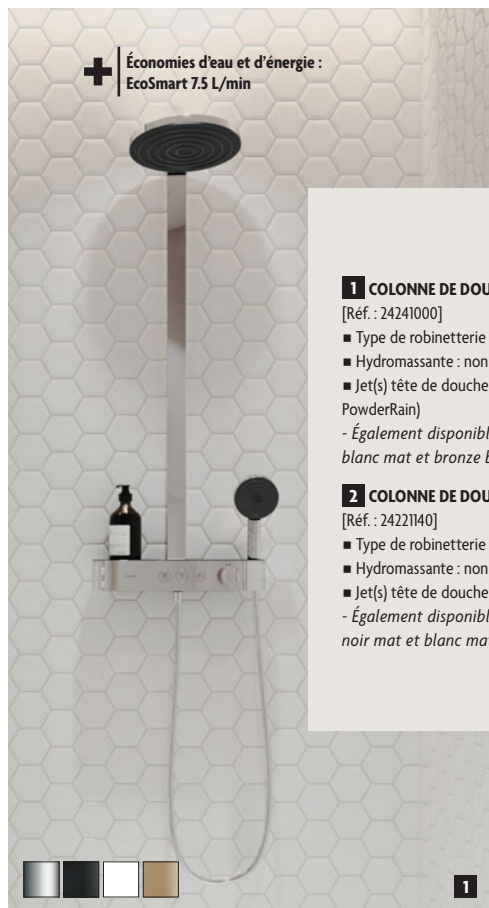 Économies d'eau et d'énergie :
EcoSmart 7.5 L/min
1 COLONNE DE DOU
[Réf. : 24241000]
■ Type de robinetterie
■ Hydromassante : non
■ Jet(s) tête de douche
PowderRain)
- Également disponibl
blanc mat et bronze b
2 COLONNE DE DOU
[Réf. : 24221140]
■ Type de robinetterie
■ Hydromassante : non
■ Jet(s) tête de douche
- Également disponibl
noir mat et blanc ma
1